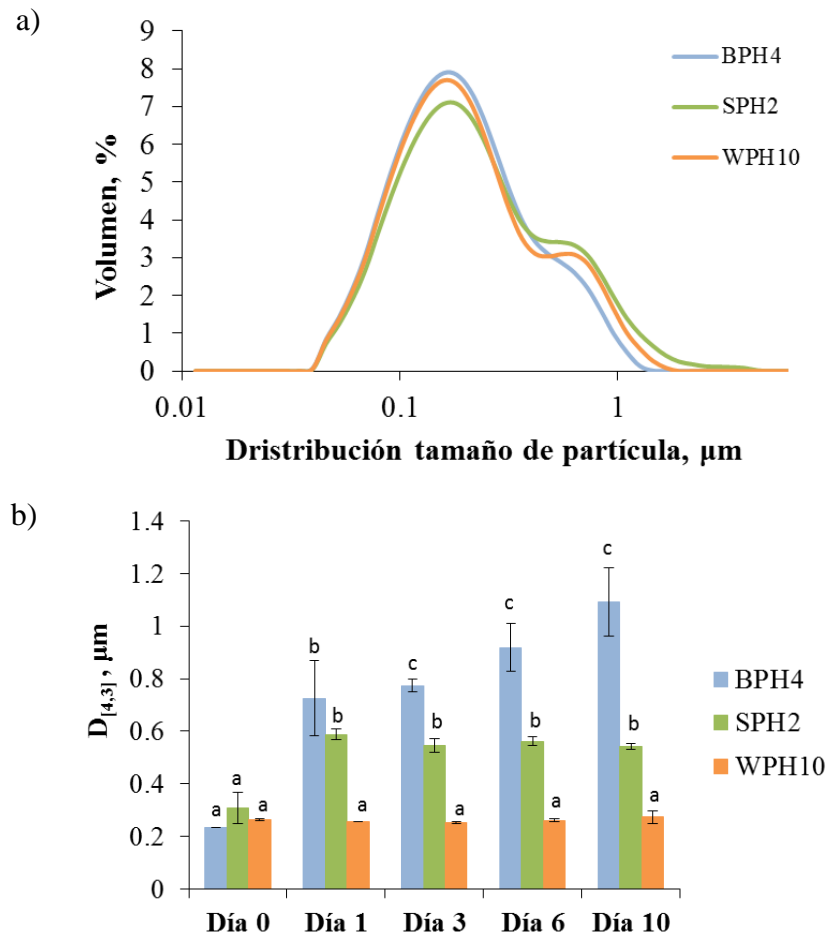 a)
9
8
7
6
5
4
3
2
1
0
Volumen, %
0.01 0.1 1
Dristribución tamaño de partícula, µm
BPH4
SPH2
WPH10
b)
1.4
1.2
1
0.8
0.6
0.4
0.2
0
D[4,3] , µm
a a a
b b a
c b a
c b a
c b a
Día 0 Día 1 Día 3 Día 6 Día 10
BPH4
SPH2
WPH10